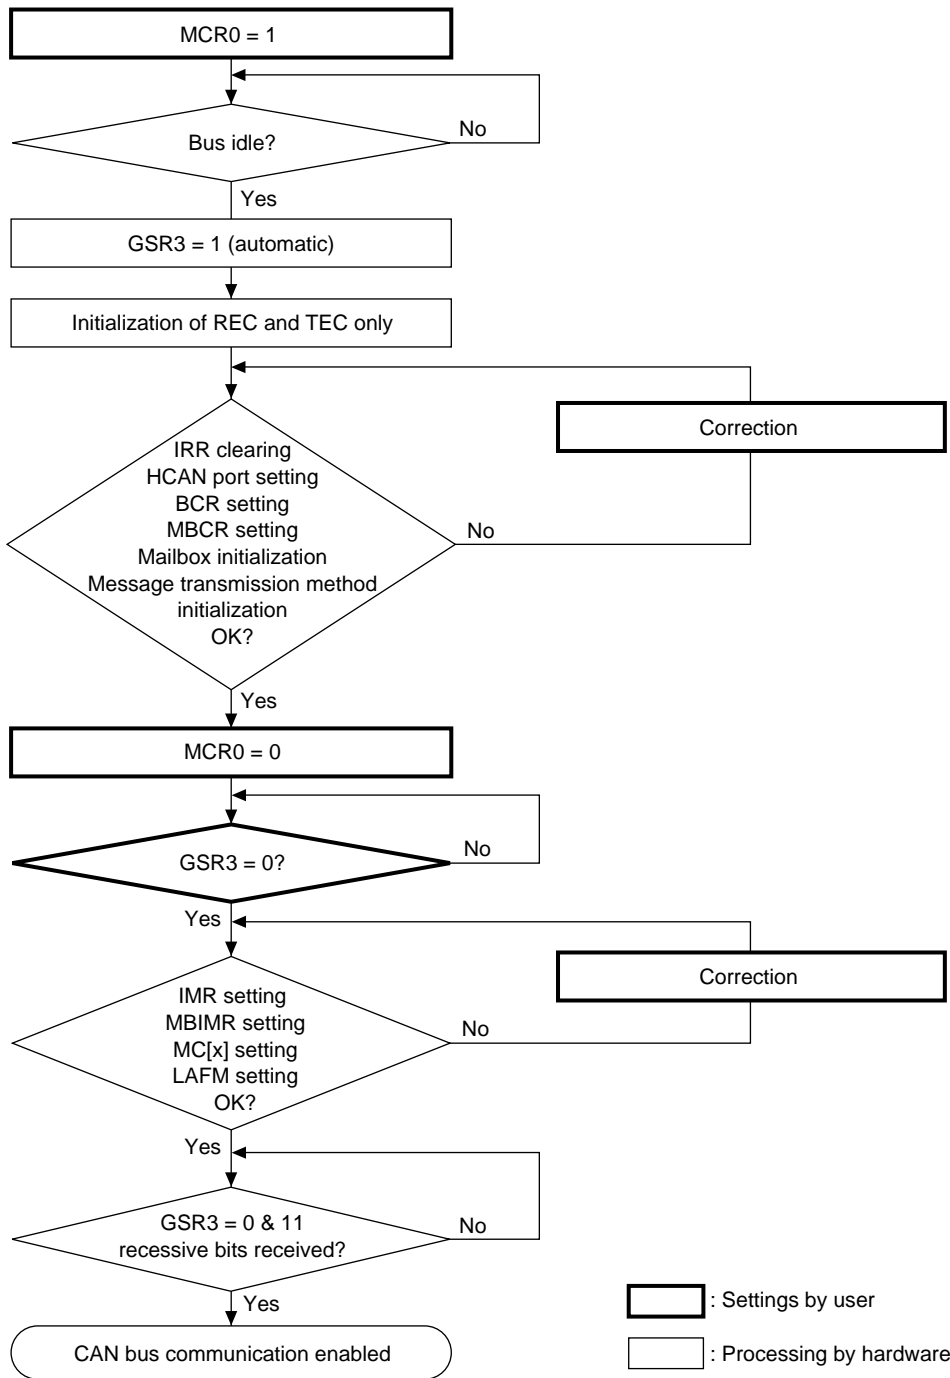 MCR0 = 1
Bus idle?
No
Yes
GSR3 = 1 (automatic)
Initialization of REC and TEC only
Correction
IRR clearing
HCAN port setting
BCR setting
MBCR setting
Mailbox initialization
Message transmission method
initialization
OK?
No
Yes
MCR0 = 0
GSR3 = 0?
No
Yes
Correction
IMR setting
MBIMR setting
MC[x] setting
LAFM setting
OK?
No
Yes
GSR3 = 0 & 11
recessive bits received?
No
Yes
CAN bus communication enabled
: Settings by user
: Processing by hardware